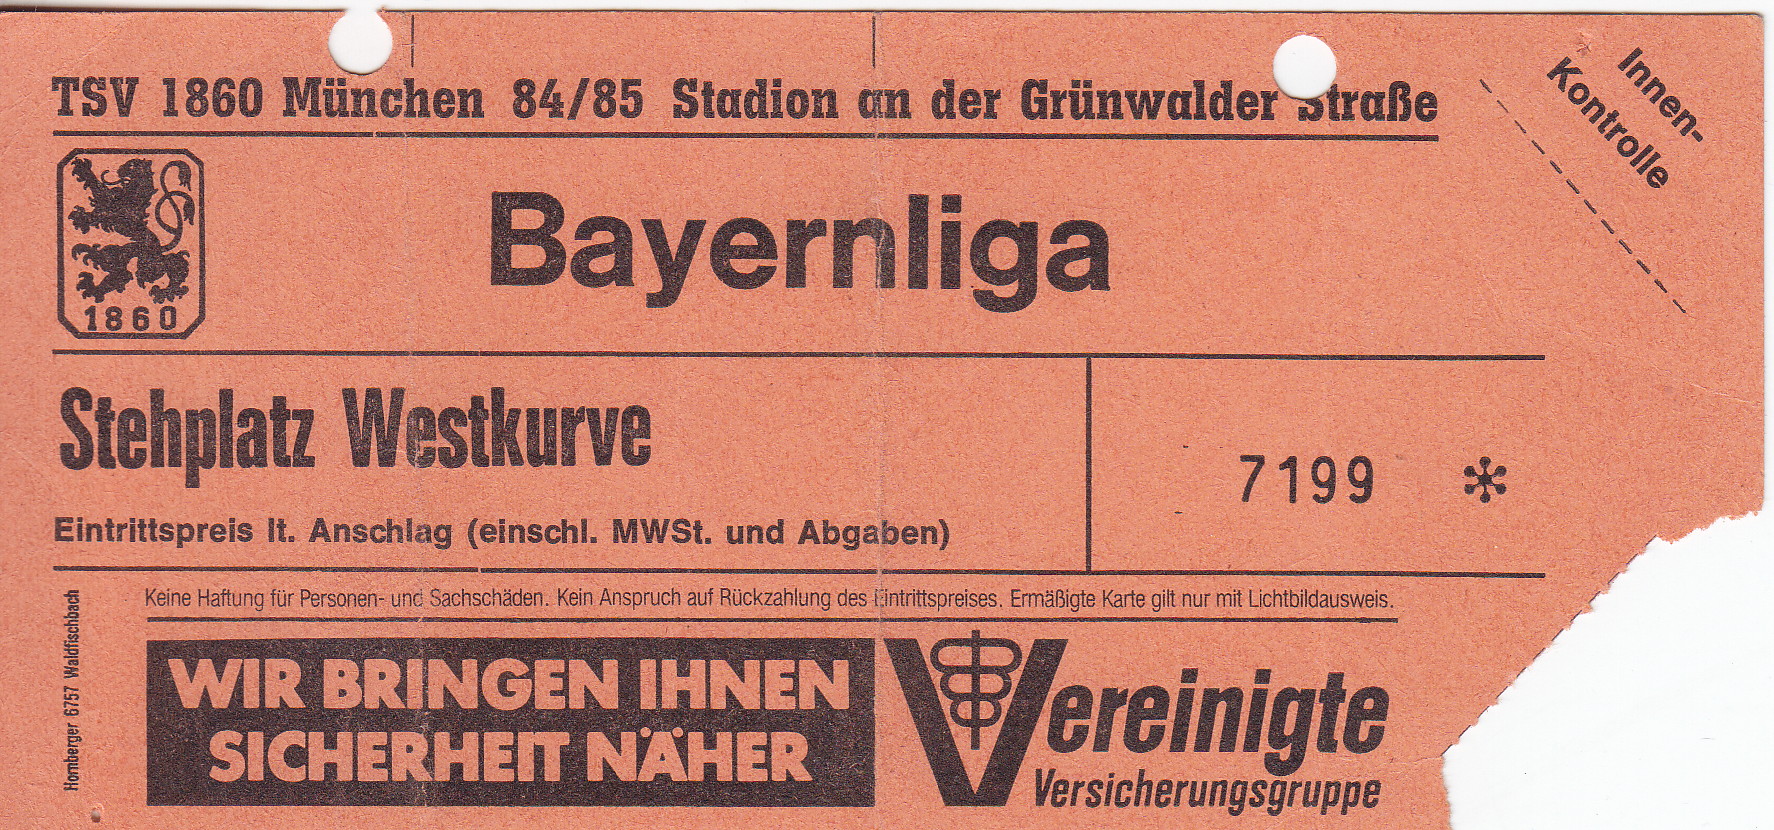 TSV 1860 München 84/85 Stadion an der Grünwalder Straße
Innen-
Kontrolle
1860
Bayernliga
Stehplatz Westkurve
7199 *
Eintrittspreis lt. Anschlag (einschl. MWSt. und Abgaben)
Keine Haftung für Personen- und Sachschäden. Kein Anspruch auf Rückzahlung des Eintrittspreises. Ermäßigte Karte gilt nur mit Lichtbildausweis.
Homberger 6757 Waldfischbach
WIR BRINGEN IHNEN
SICHERHEIT NÄHER
Vereinigte
Versicherungsgruppe